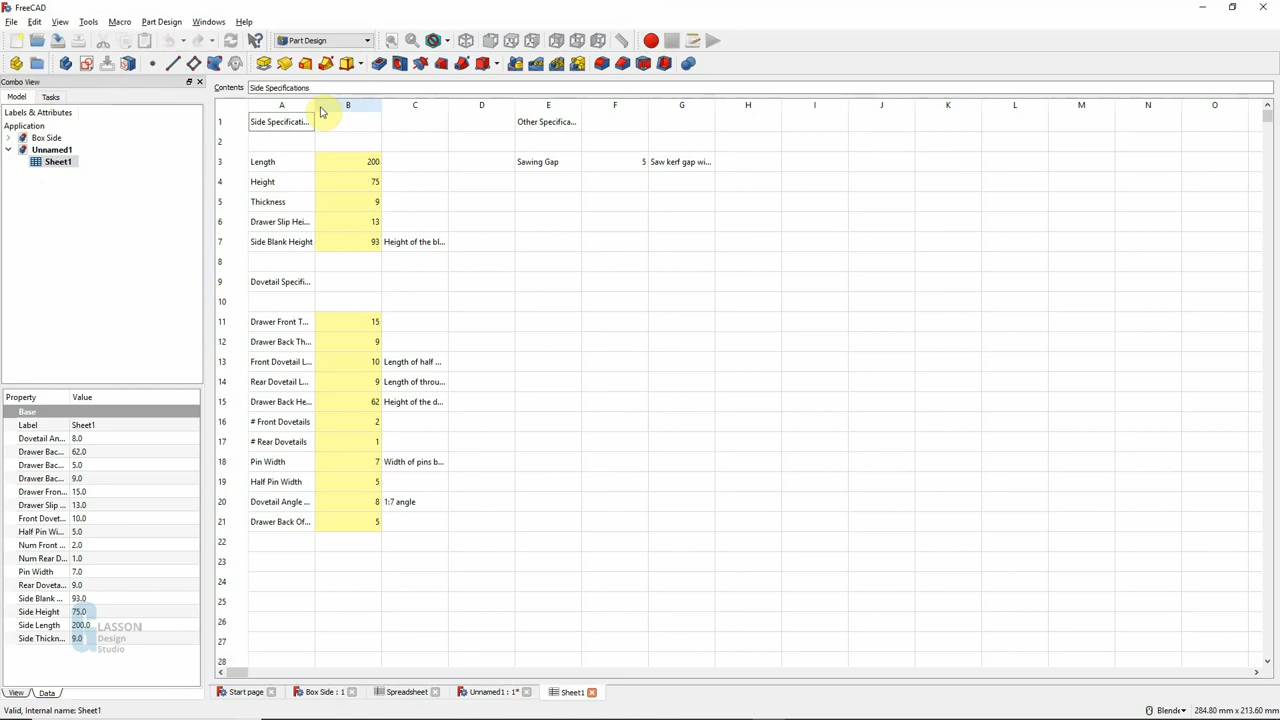 FreeCAD
File Edit View Tools Macro Part Design Windows Help
Part Design
Combo View
Model Tasks
Labels & Attributes
Application
Box Side
Unnamed1
Sheet1
Contents Side Specifications
A B C D E F G H I J K L M N O
1 Side Specificati... Other Specifica...
2
3 Length 200 Sawing Gap 5 Saw kerf gap wi...
4 Height 75
5 Thickness 9
6 Drawer Slip Hei... 13
7 Side Blank Height 93 Height of the bl...
8
9 Dovetail Specifi...
10
11 Drawer Front T... 15
12 Drawer Back Th... 9
13 Front Dovetail L... 10 Length of half ...
14 Rear Dovetail L... 9 Length of throu...
15 Drawer Back He... 62 Height of the d...
16 # Front Dovetails 2
17 # Rear Dovetails 1
18 Pin Width 7 Width of pins b...
19 Half Pin Width 5
20 Dovetail Angle ... 8 1:7 angle
21 Drawer Back Of... 5
22
23
24
25
26
27
28
Property Value
Base
Label Sheet1
Dovetail An... 8.0
Drawer Bac... 62.0
Drawer Bac... 5.0
Drawer Bac... 9.0
Drawer Fron... 15.0
Drawer Slip ... 13.0
Front Dovet... 10.0
Half Pin Wi... 5.0
Num Front ... 2.0
Num Rear D... 1.0
Pin Width 7.0
Rear Doveta... 9.0
Side Blank ... 93.0
Side Height 75.0
Side Length 200.0
Side Thickn... 9.0
GLASSON
Design
Studio
View Data
Start page Box Side : 1 Spreadsheet Unnamed1 : 1* Sheet1
Valid, Internal name: Sheet1 Blende 284.80 mm x 213.60 mm